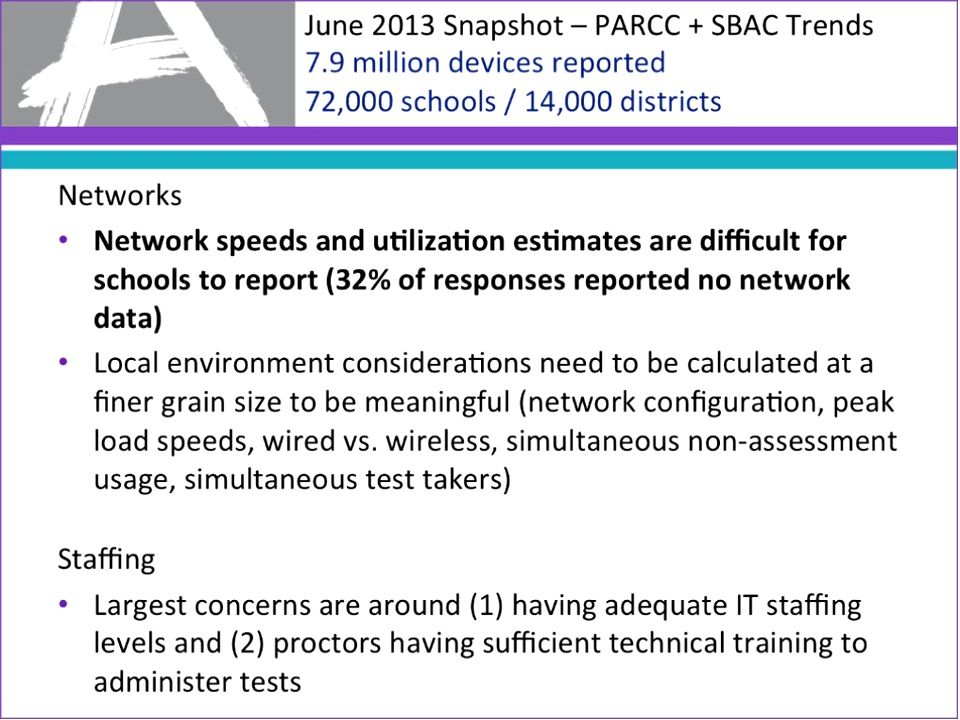 June 2013 Snapshot – PARCC + SBAC Trends
7.9 million devices reported
72,000 schools / 14,000 districts
Networks
• Network speeds and utilization estimates are difficult for
schools to report (32% of responses reported no network
data)
• Local environment considerations need to be calculated at a
finer grain size to be meaningful (network configuration, peak
load speeds, wired vs. wireless, simultaneous non-assessment
usage, simultaneous test takers)
Staffing
• Largest concerns are around (1) having adequate IT staffing
levels and (2) proctors having sufficient technical training to
administer tests